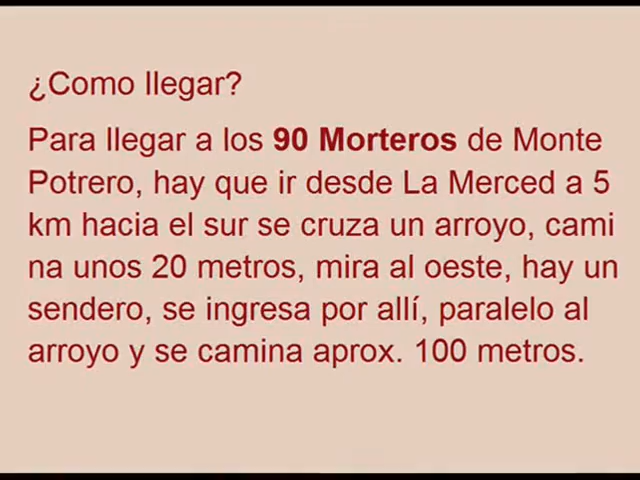 ¿Como llegar?
Para llegar a los 90 Morteros de Monte
Potrero, hay que ir desde La Merced a 5
km hacia el sur se cruza un arroyo, cami
na unos 20 metros, mira al oeste, hay un
sendero, se ingresa por allí, paralelo al
arroyo y se camina aprox. 100 metros.